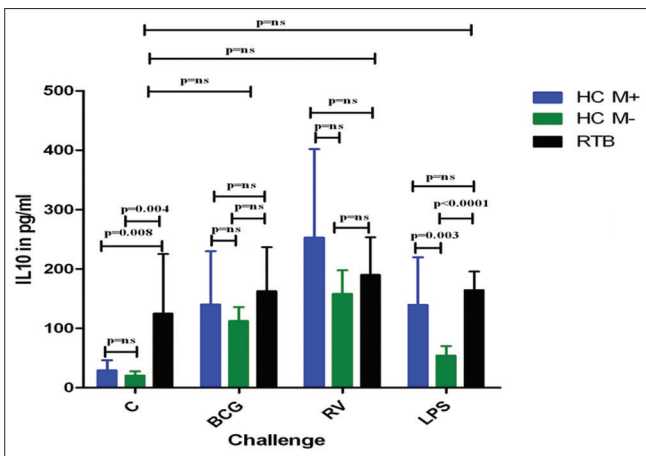 p=ns
p=ns
p=ns
500
400
300
200
100
0
IL10 in pg/ml
p=0.004
p=0.008
p=ns
p=ns
p=ns
p=ns
p=ns
p=ns
p=ns
p=ns
p<0.0001
p=0.003
C
BCG
RV
LPS
Challenge
HC M+
HC M-
RTB